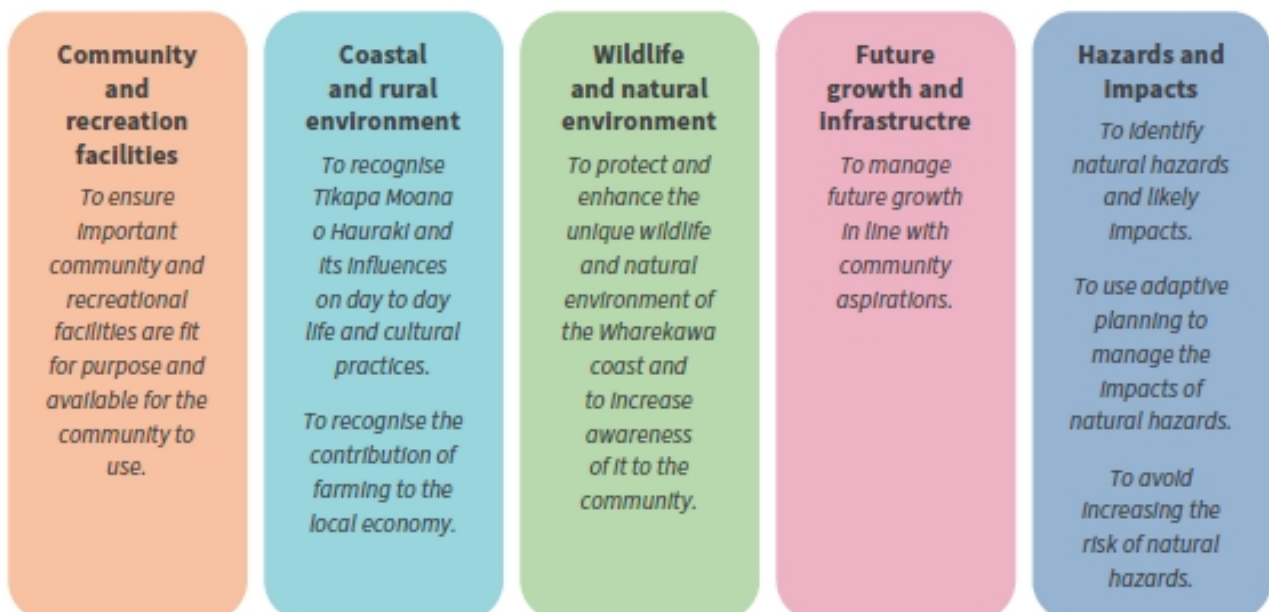 Community
and
recreation
facilities
To ensure
important
community and
recreational
facilities are fit
for purpose and
available for the
community to
use.
Coastal
and rural
environment
To recognise
Tikapa Moana
o Hauraki and
its influences
on day to day
life and cultural
practices.
To recognise the
contribution of
farming to the
local economy.
Wildlife
and natural
environment
To protect and
enhance the
unique wildlife
and natural
environment of
the Wharekawa
coast and
to increase
awareness
of it to the
community.
Future
growth and
infrastructre
To manage
future growth
in line with
community
aspirations.
Hazards and
Impacts
To identify
natural hazards
and likely
impacts.
To use adaptive
planning to
manage the
impacts of
natural hazards.
To avoid
increasing the
risk of natural
hazards.